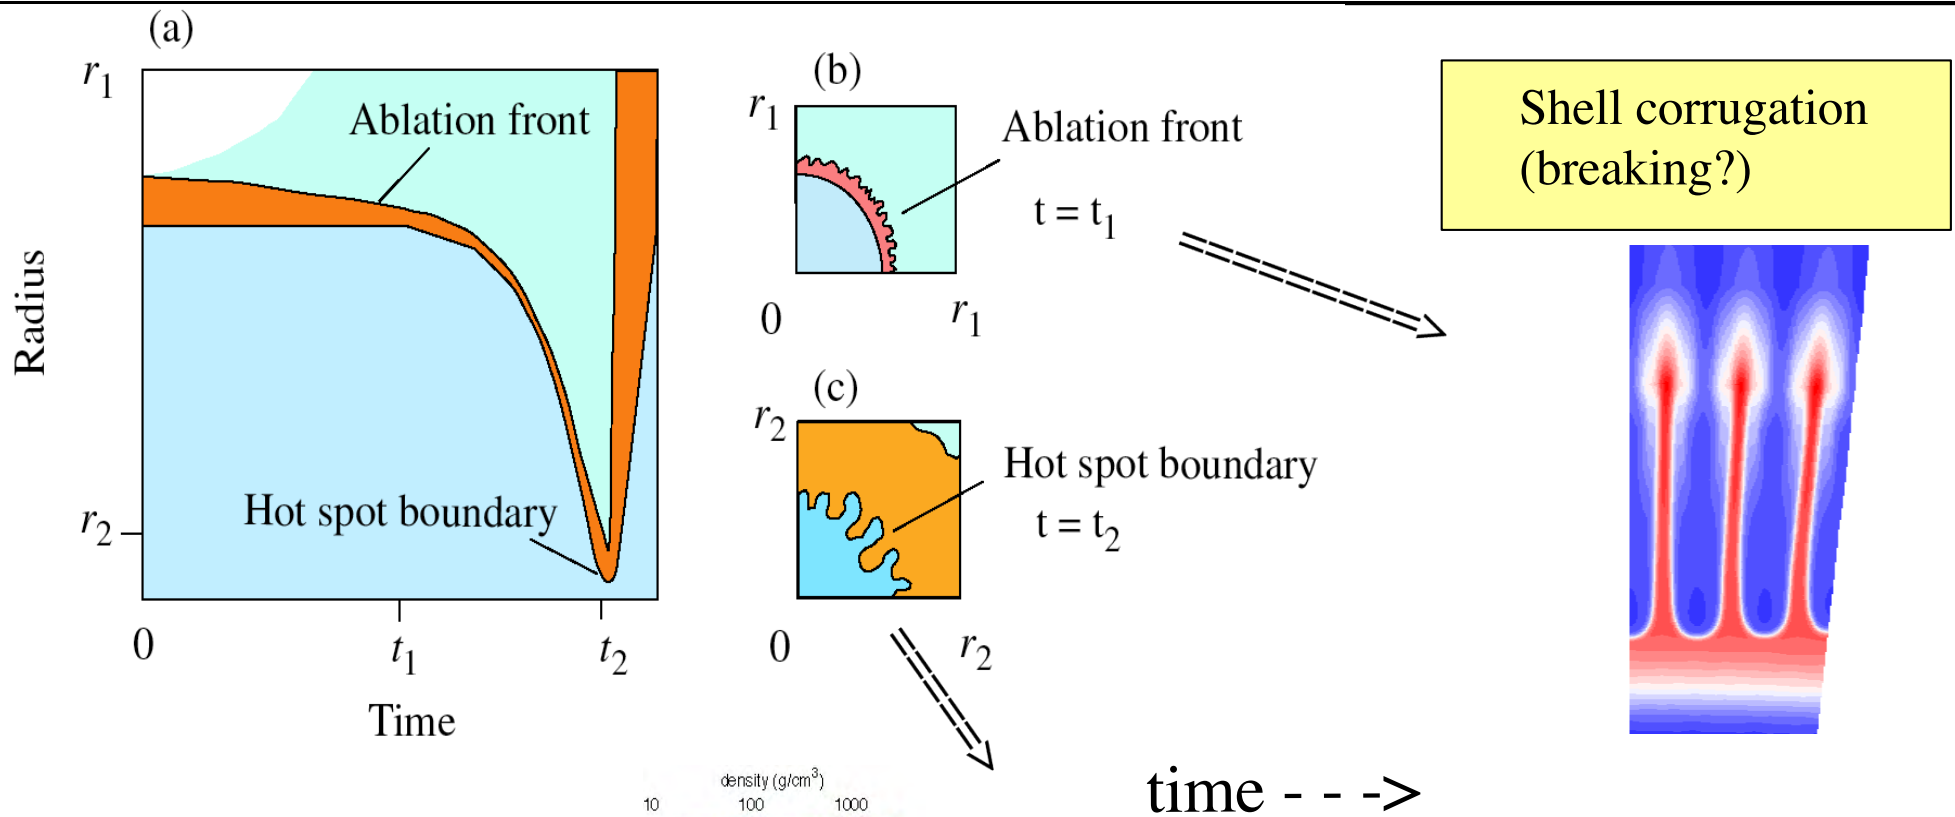 (a)
r1
Ablation front
Radius
Hot spot boundary
r2
0
t1
t2
Time
(b)
r1
Ablation front
t = t1
0
r1
(c)
r2
Hot spot boundary
t = t2
0
r2
Shell corrugation
(breaking?)
density (g/cm3)
10 100 1000
time - - ->